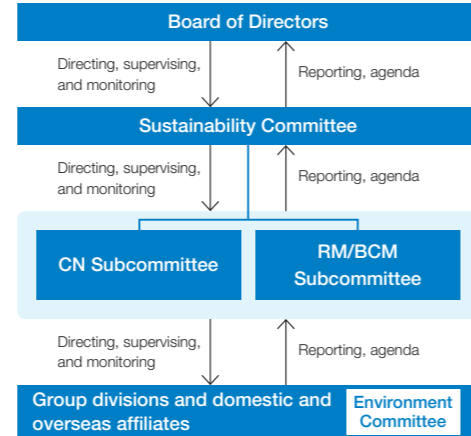 Board of Directors
Directing, supervising,
and monitoring
Reporting, agenda
Sustainability Committee
Directing, supervising,
and monitoring
Reporting, agenda
CN Subcommittee
RM/BCM
Subcommittee
Directing, supervising,
and monitoring
Reporting, agenda
Group divisions and domestic and
overseas affiliates
Environment
Committee